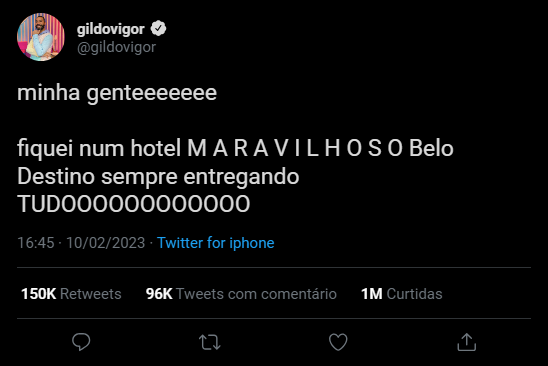 gildovigor
@gildovigor
minha genteeeeeee
fiquei num hotel M A R A V I L H O S O Belo
Destino sempre entregando
TUDOOOOOOOOOOOO
16:45 · 10/02/2023 · Twitter for iphone
150K Retweets 96K Tweets com comentário 1M Curtidas